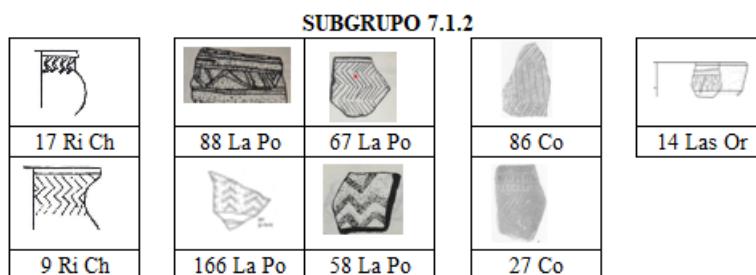 SUBGRUPO 7.1.2
17 Ri Ch
88 La Po
67 La Po
86 Co
14 Las Or
9 Ri Ch
166 La Po
58 La Po
27 Co